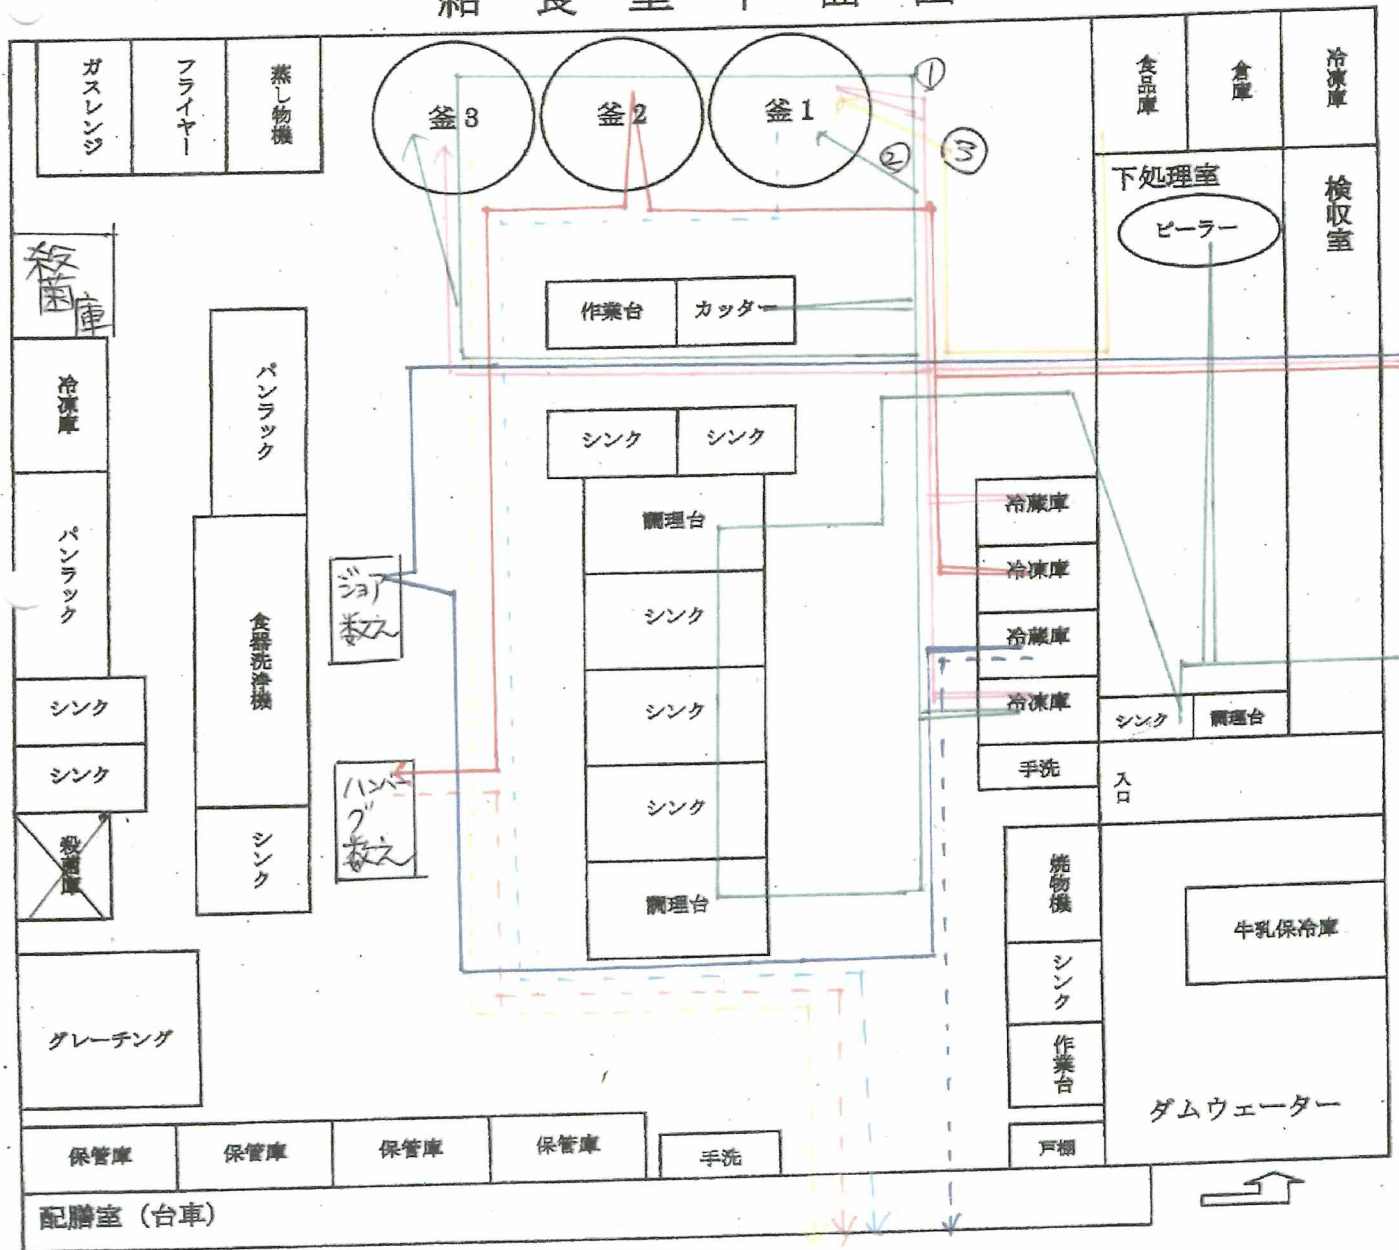 給食室平面図
ガスレンジ
フライヤー
蒸し物機
釜3
釜2
釜1
①
②
③
食品庫
倉庫
冷凍庫
下処理室
ピーラー
検収室
殺菌庫
作業台
カッター
冷凍庫
パンラック
パンラック
シンク
シンク
調理台
シンク
シンク
シンク
調理台
冷蔵庫
冷凍庫
冷蔵庫
冷凍庫
手洗
ジョア
数え
食器洗浄機
シンク
シンク
シンク
シンク
調理台
入口
ハンバー
グ
数え
殺菌庫
焼物機
シンク
作業台
牛乳保冷庫
グレーチング
ダムウェーター
保管庫
保管庫
保管庫
保管庫
手洗
戸棚
配膳室（台車）